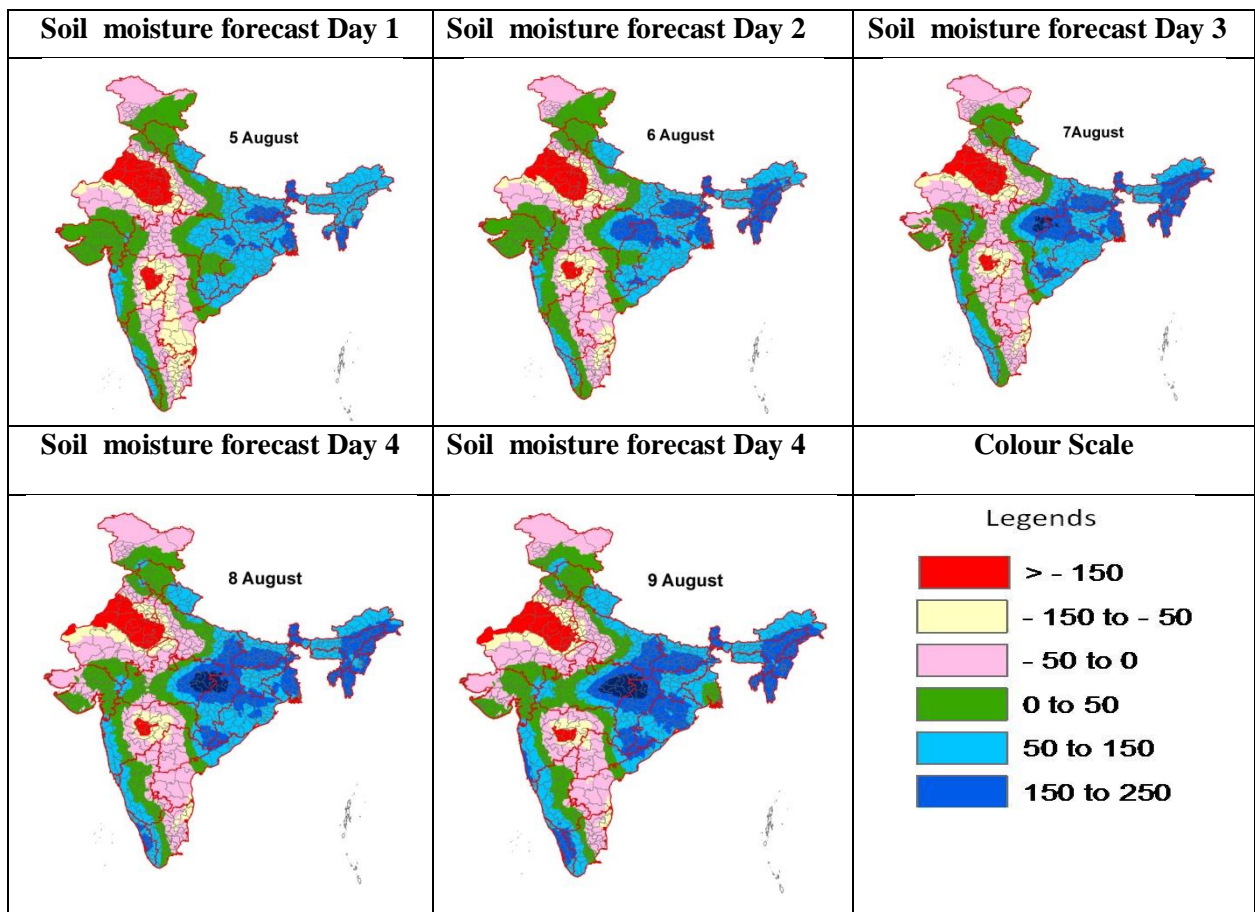 Soil moisture forecast Day 1
Soil moisture forecast Day 2
Soil moisture forecast Day 3
5 August
6 August
7August
Soil moisture forecast Day 4
Soil moisture forecast Day 4
Colour Scale
8 August
9 August
Legends
> - 150
- 150 to - 50
- 50 to 0
0 to 50
50 to 150
150 to 250